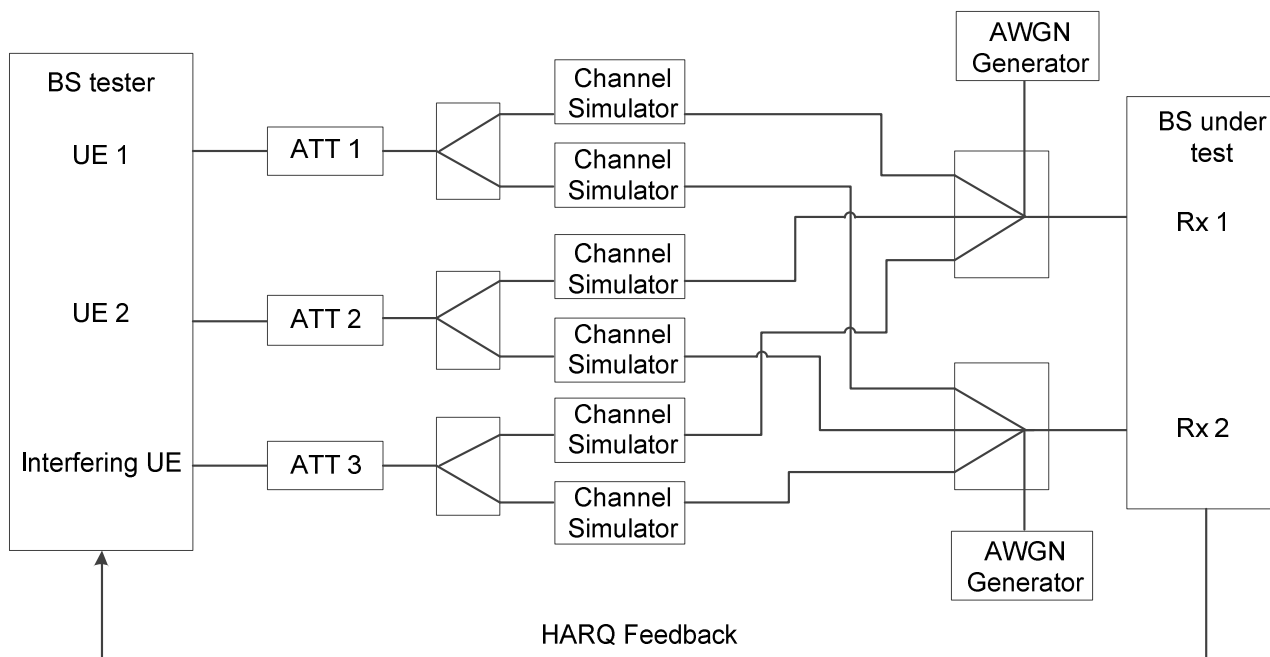 BS tester
UE 1
UE 2
Interfering UE
ATT 1
ATT 2
ATT 3
Channel
Simulator
Channel
Simulator
Channel
Simulator
Channel
Simulator
Channel
Simulator
Channel
Simulator
AWGN
Generator
AWGN
Generator
BS under
test
Rx 1
Rx 2
HARQ Feedback